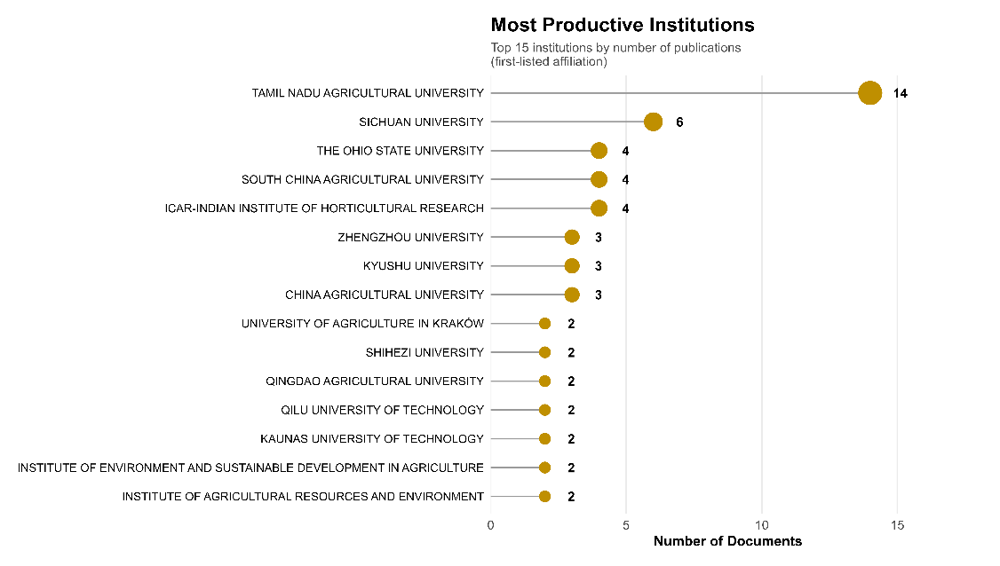 Most Productive Institutions
Top 15 institutions by number of publications
(first-listed affiliation)
TAMIL NADU AGRICULTURAL UNIVERSITY 14
SICHUAN UNIVERSITY 6
THE OHIO STATE UNIVERSITY 4
SOUTH CHINA AGRICULTURAL UNIVERSITY 4
ICAR-INDIAN INSTITUTE OF HORTICULTURAL RESEARCH 4
ZHENGZHOU UNIVERSITY 3
KYUSHU UNIVERSITY 3
CHINA AGRICULTURAL UNIVERSITY 3
UNIVERSITY OF AGRICULTURE IN KRAKÓW 2
SHIHEZI UNIVERSITY 2
QINGDAO AGRICULTURAL UNIVERSITY 2
QILU UNIVERSITY OF TECHNOLOGY 2
KAUNAS UNIVERSITY OF TECHNOLOGY 2
INSTITUTE OF ENVIRONMENT AND SUSTAINABLE DEVELOPMENT IN AGRICULTURE 2
INSTITUTE OF AGRICULTURAL RESOURCES AND ENVIRONMENT 2
0 5 10 15
Number of Documents